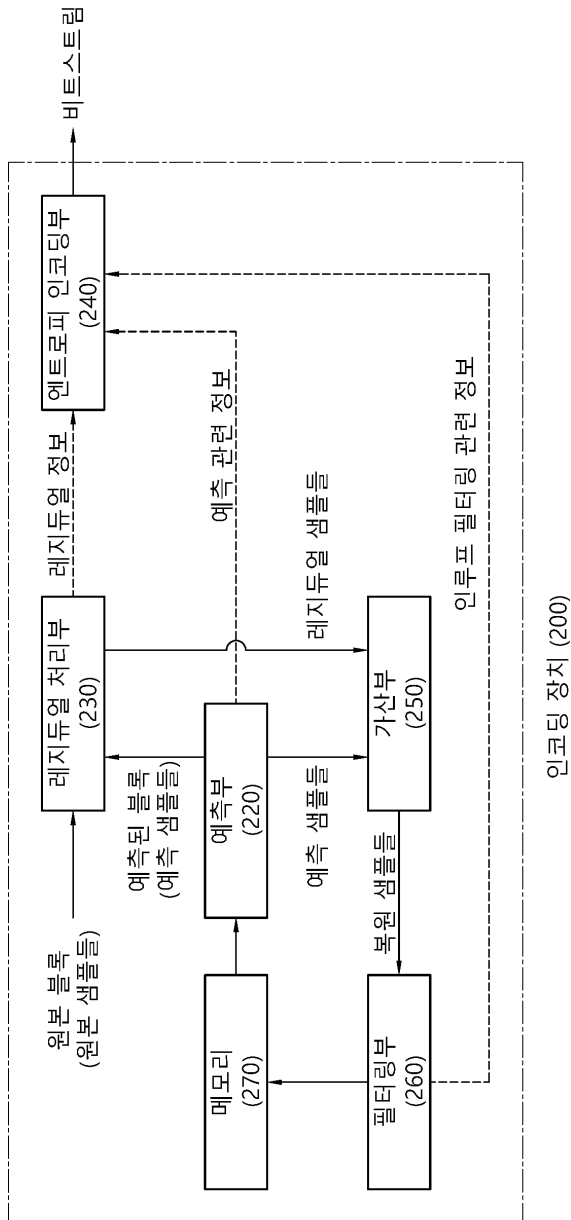 원본 블록
(원본 샘플들)
레지듀얼 처리부
(230)
레지듀얼 정보
엔트로피 인코딩부
(240)
비트스트림
예측된 블록
(예측 샘플들)
메모리
(270)
예측부
(220)
예측 관련 정보
예측 샘플들
레지듀얼 샘플들
필터링부
(260)
복원 샘플들
가산부
(250)
인루프 필터링 관련 정보
인코딩 장치 (200)